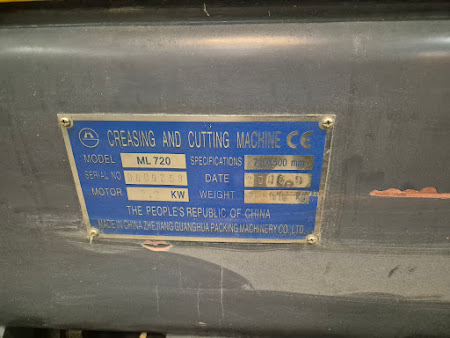 CREASING AND CUTTING MACHINE CE
MODEL ML 720 SPECIFICATIONS mm
SERIAL NO DATE
MOTOR KW WEIGHT
THE PEOPLE'S REPUBLIC OF CHINA
MADE IN CHINA ZHEJIANG GUANGHUA PACKING MACHINERY CO., LTD.